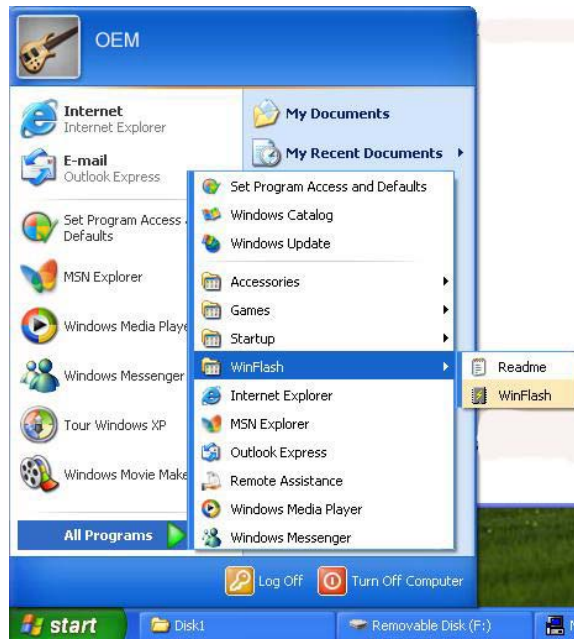 OEM
Internet
Internet Explorer
E-mail
Outlook Express
Set Program Access
Defaults
MSN Explorer
Windows Media Playe
Windows Messenger
Tour Windows XP
Windows Movie Make
All Programs
My Documents
My Recent Documents
Set Program Access and Defaults
Windows Catalog
Windows Update
Accessories
Games
Startup
WinFlash
Internet Explorer
MSN Explorer
Outlook Express
Remote Assistance
Windows Media Player
Windows Messenger
Readme
WinFlash
Log Off
Turn Off Computer
start
Disk1
Removable Disk (F:)